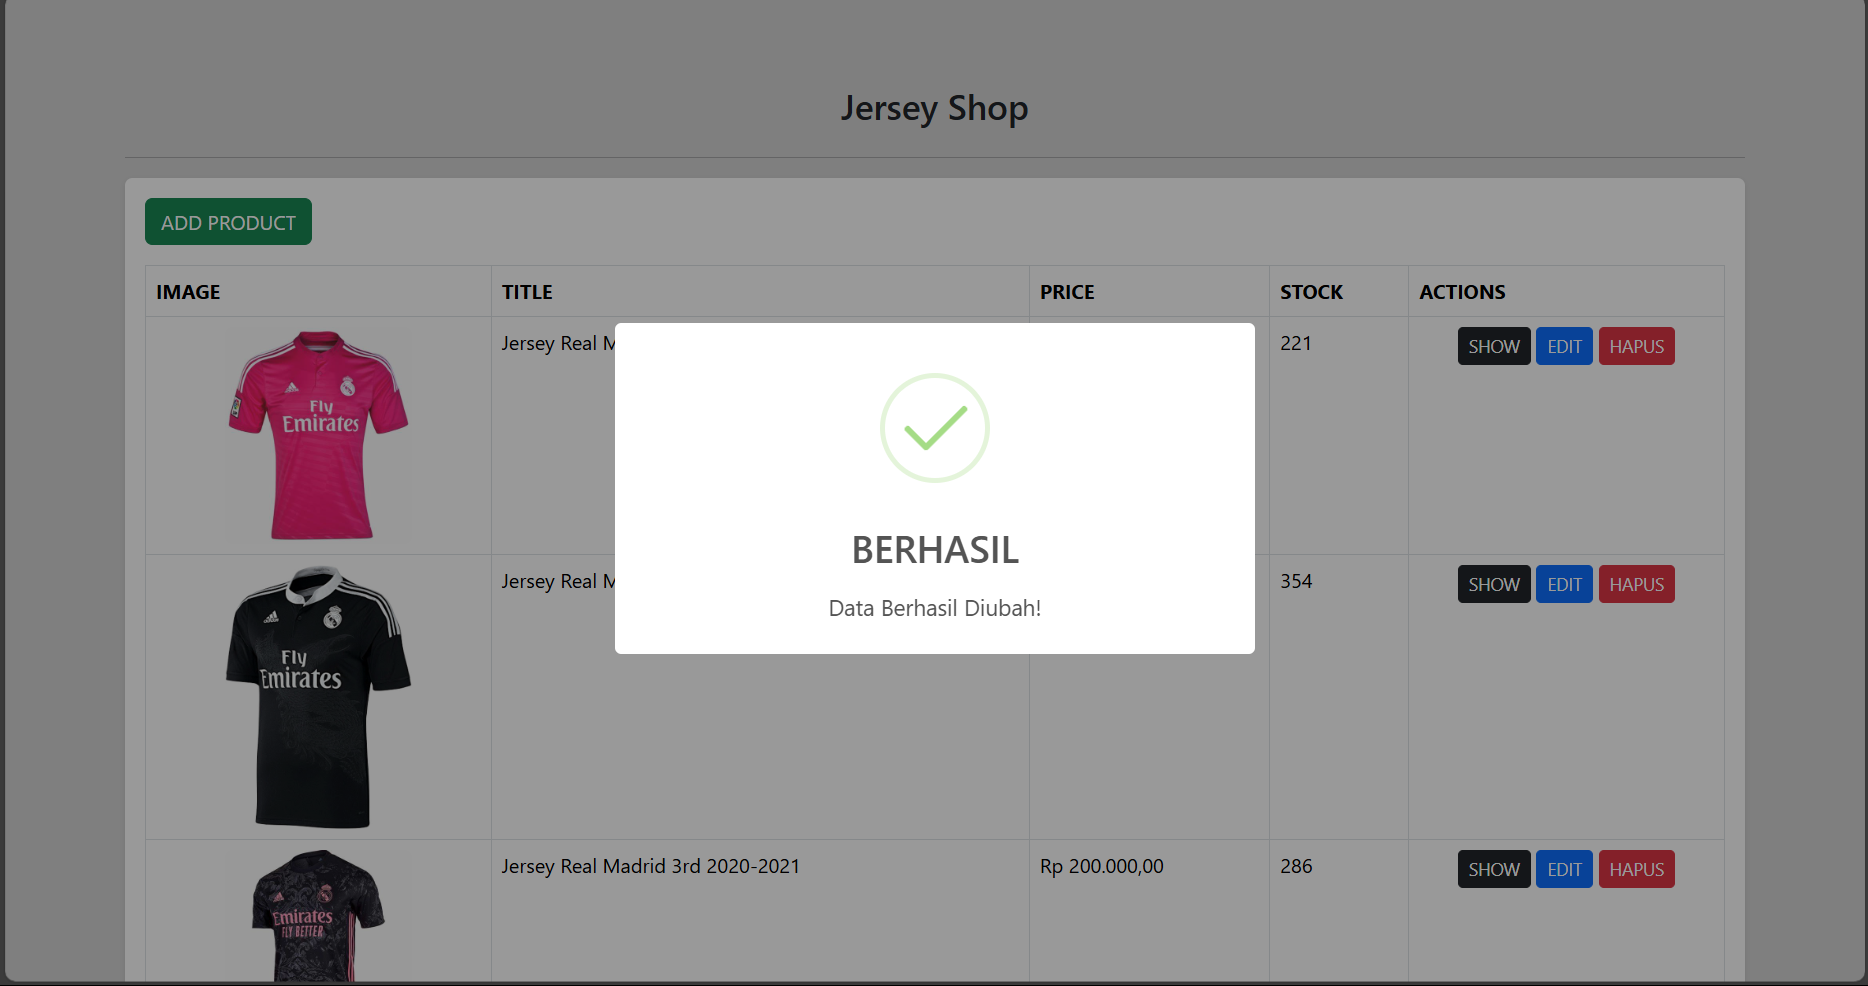 Jersey Shop
ADD PRODUCT
IMAGE TITLE PRICE STOCK ACTIONS
Fly
Emirates
Jersey Real
221
SHOW EDIT HAPUS
BERHASIL
Data Berhasil Diubah!
Fly
Emirates
Jersey Real
354
SHOW EDIT HAPUS
Emirates
FLY BETTER
Jersey Real Madrid 3rd 2020-2021
Rp 200.000,00
286
SHOW EDIT HAPUS